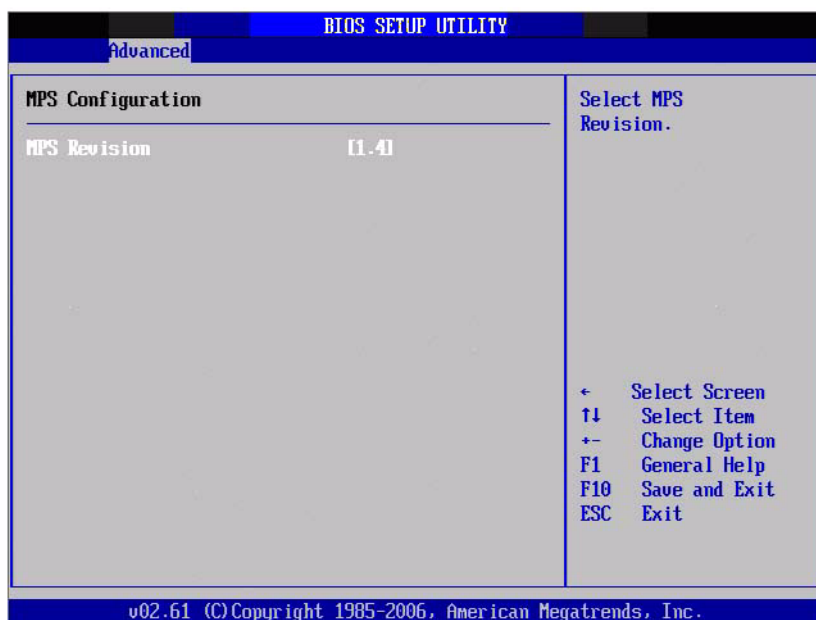 BIOS SETUP UTILITY
Advanced
MPS Configuration
MPS Revision [1.4]
Select MPS
Revision.
← Select Screen
↑↓ Select Item
+- Change Option
F1 General Help
F10 Save and Exit
ESC Exit
v02.61 (C)Copyright 1985-2006, American Megatrends, Inc.